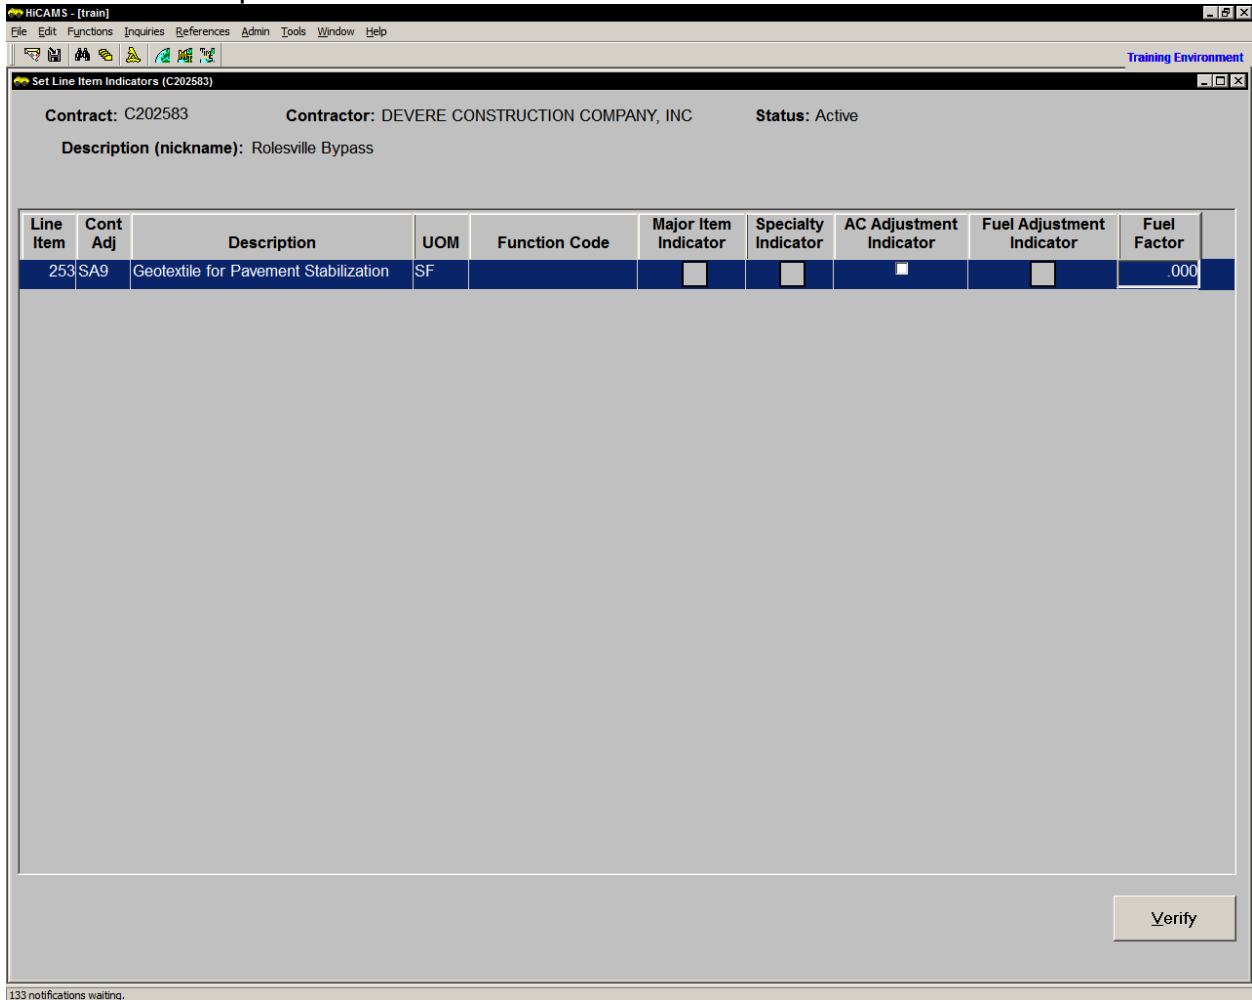 HiCAMS - [train]
File Edit Functions Inquiries References Admin Tools Window Help
Training Environment
Set Line Item Indicators (C202583)
Contract: C202583 Contractor: DEVERE CONSTRUCTION COMPANY, INC Status: Active
Description (nickname): Rolesville Bypass
Line Item Cont Adj Description UOM Function Code Major Item Indicator Specialty Indicator AC Adjustment Indicator Fuel Adjustment Indicator Fuel Factor
253 SA9 Geotextile for Pavement Stabilization SF .000
Verify
133 notifications waiting.